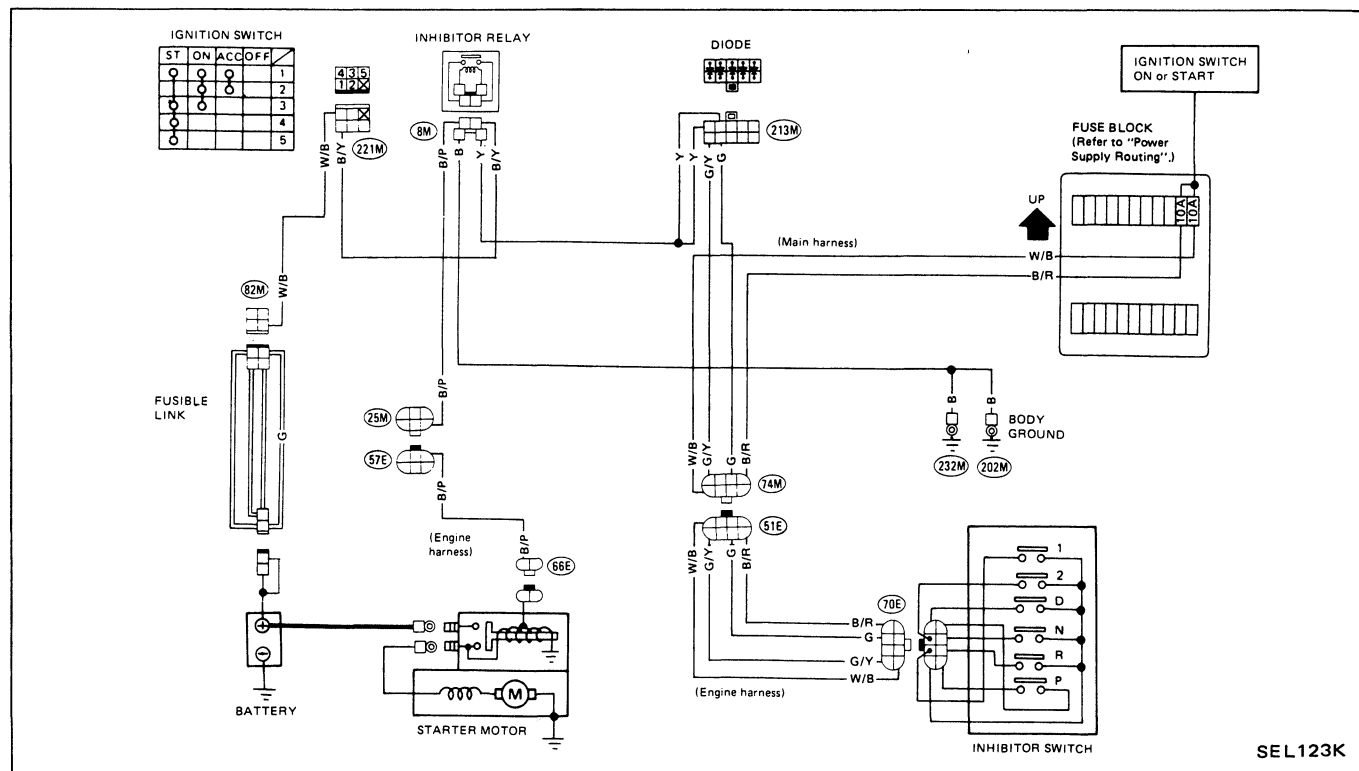 IGNITION SWITCH
ST ON ACC OFF
1
2
3
4
5
4 3 5
1 2
221M
W/B
B/Y
INHIBITOR RELAY
8M
B/P
B
Y
B/Y
DIODE
213M
Y
Y
G/Y
G
IGNITION SWITCH
ON or START
FUSE BLOCK
(Refer to "Power
Supply Routing".)
10A
10A
UP
(Main harness)
W/B
B/R
82M
W/B
FUSIBLE
LINK
G
BATTERY
B/P
25M
57E
B/P
(Engine
harness)
B/P
66E
M
STARTER MOTOR
W/B
G/Y
G
B/R
74M
51E
W/B
G/Y
G
B/R
B
B
BODY
GROUND
232M
202M
70E
B/R
G
G/Y
W/B
(Engine harness)
1
2
D
N
R
P
INHIBITOR SWITCH
SEL123K